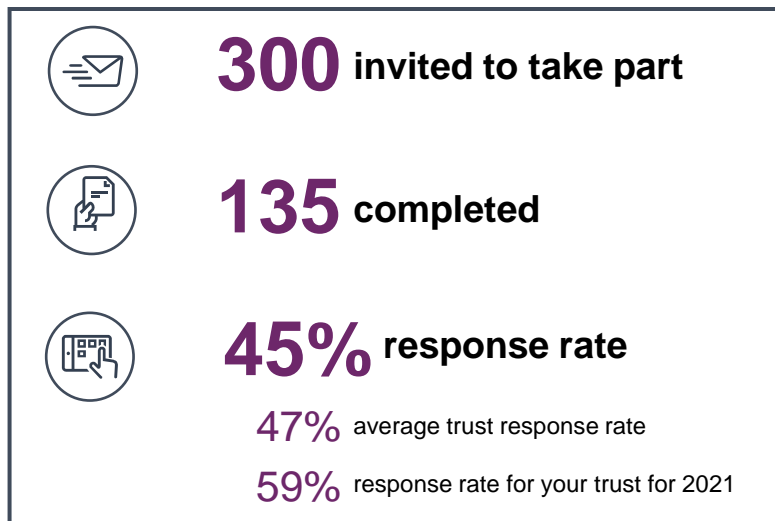 300 invited to take part
135 completed
45% response rate
47% average trust response rate
59% response rate for your trust for 2021